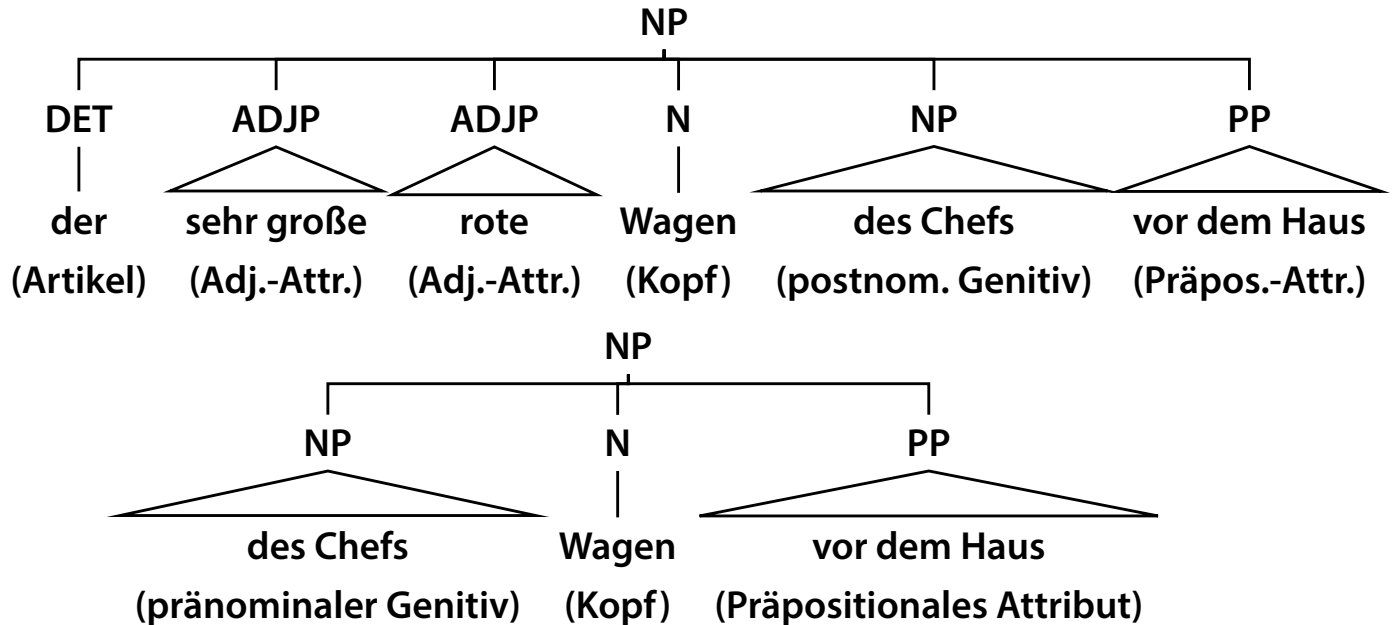 NP
DET ADJP ADJP N NP PP
der sehr große rote Wagen des Chefs vor dem Haus
(Artikel) (Adj.-Attr.) (Adj.-Attr.) (Kopf) (postnom. Genitiv) (Präpos.-Attr.)
NP
NP N PP
des Chefs Wagen vor dem Haus
(pränominaler Genitiv) (Kopf) (Präpositionales Attribut)